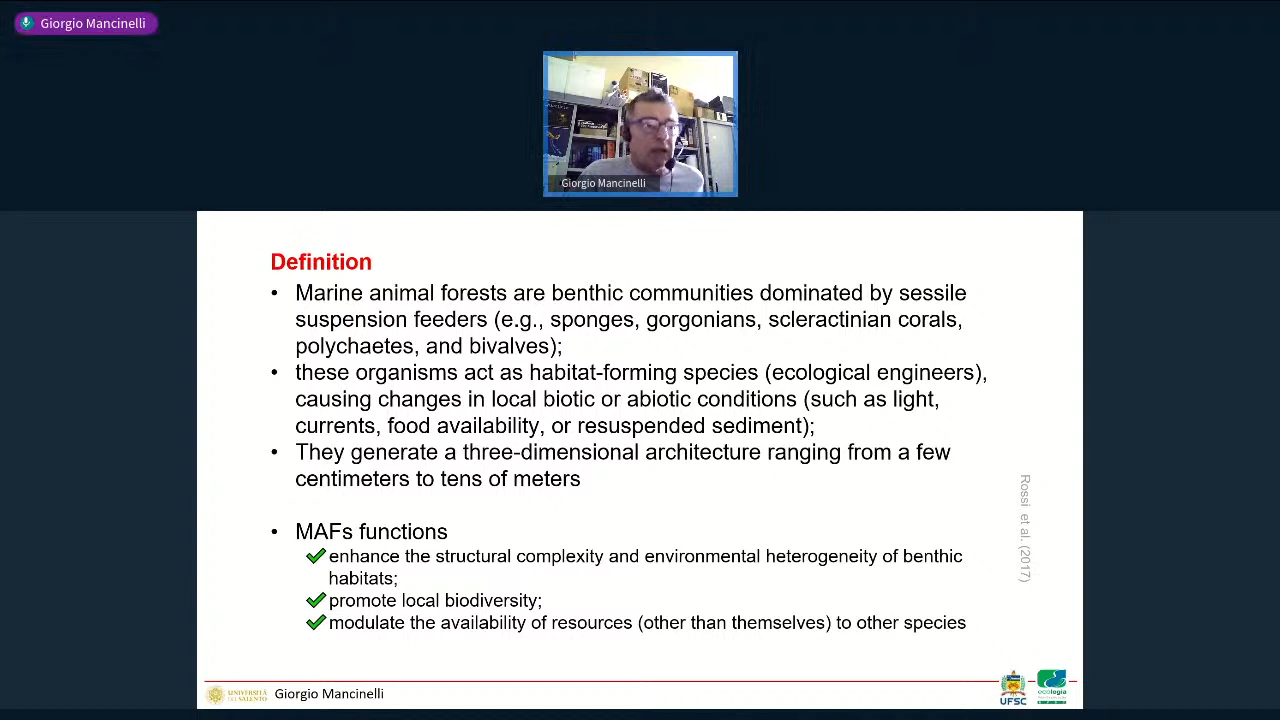 Giorgio Mancinelli
Giorgio Mancinelli
Definition
• Marine animal forests are benthic communities dominated by sessile
suspension feeders (e.g., sponges, gorgonians, scleractinian corals,
polychaetes, and bivalves);
• these organisms act as habitat-forming species (ecological engineers),
causing changes in local biotic or abiotic conditions (such as light,
currents, food availability, or resuspended sediment);
• They generate a three-dimensional architecture ranging from a few
centimeters to tens of meters
Rossi et al. (2017)
• MAFs functions
✔ enhance the structural complexity and environmental heterogeneity of benthic
habitats;
✔ promote local biodiversity;
✔ modulate the availability of resources (other than themselves) to other species
UNIVERSITÀ
DEL SALENTO
Giorgio Mancinelli
UFSC
ecologia